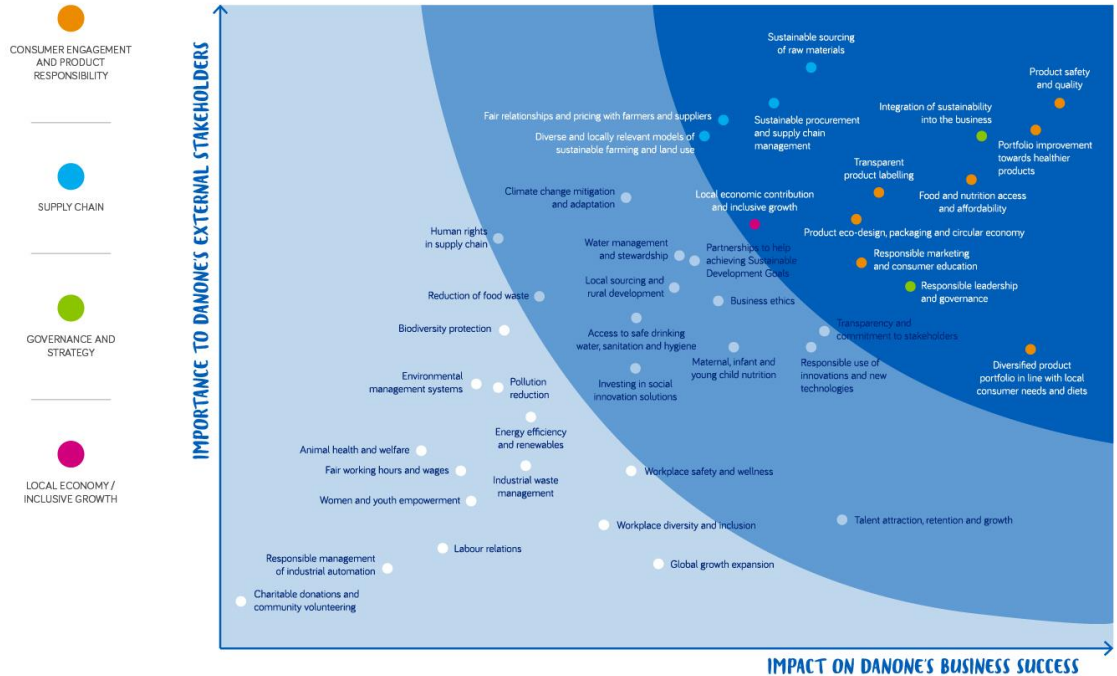 CONSUMER ENGAGEMENT
AND PRODUCT
RESPONSIBILITY
SUPPLY CHAIN
GOVERNANCE AND
STRATEGY
LOCAL ECONOMY /
INCLUSIVE GROWTH
IMPORTANCE TO DANONE'S EXTERNAL STAKEHOLDERS
Sustainable sourcing
of raw materials
Product safety
and quality
Fair relationships and pricing with farmers and suppliers
Sustainable procurement
and supply chain
management
Integration of sustainability
into the business
Diverse and locally relevant models of
sustainable farming and land use
Portfolio improvement
towards healthier
products
Transparent
product labelling
Climate change mitigation
and adaptation
Local economic contribution
and inclusive growth
Food and nutrition access
and affordability
Product eco-design, packaging and circular economy
Human rights
in supply chain
Water management
and stewardship
Partnerships to help
achieving Sustainable
Development Goals
Responsible marketing
and consumer education
Local sourcing and
rural development
Responsible leadership
and governance
Reduction of food waste
Business ethics
Biodiversity protection
Access to safe drinking
water, sanitation and hygiene
Transparency and
commitment to stakeholders
Maternal, infant and
young child nutrition
Responsible use of
innovations and new
technologies
Diversified product
portfolio in line with local
consumer needs and diets
Environmental
management systems
Pollution
reduction
Investing in social
innovation solutions
Energy efficiency
and renewables
Animal health and welfare
Fair working hours and wages
Industrial waste
management
Workplace safety and wellness
Women and youth empowerment
Workplace diversity and inclusion
Talent attraction, retention and growth
Labour relations
Responsible management
of industrial automation
Global growth expansion
Charitable donations and
community volunteering
IMPACT ON DANONE'S BUSINESS SUCCESS